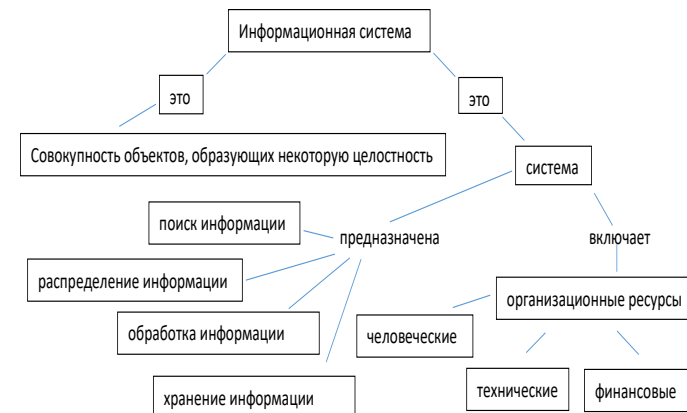 Информационная система
это
это
Совокупность объектов, образующих некоторую целостность
система
поиск информации
предназначена
включает
распределение информации
организационные ресурсы
обработка информации
человеческие
хранение информации
технические
финансовые